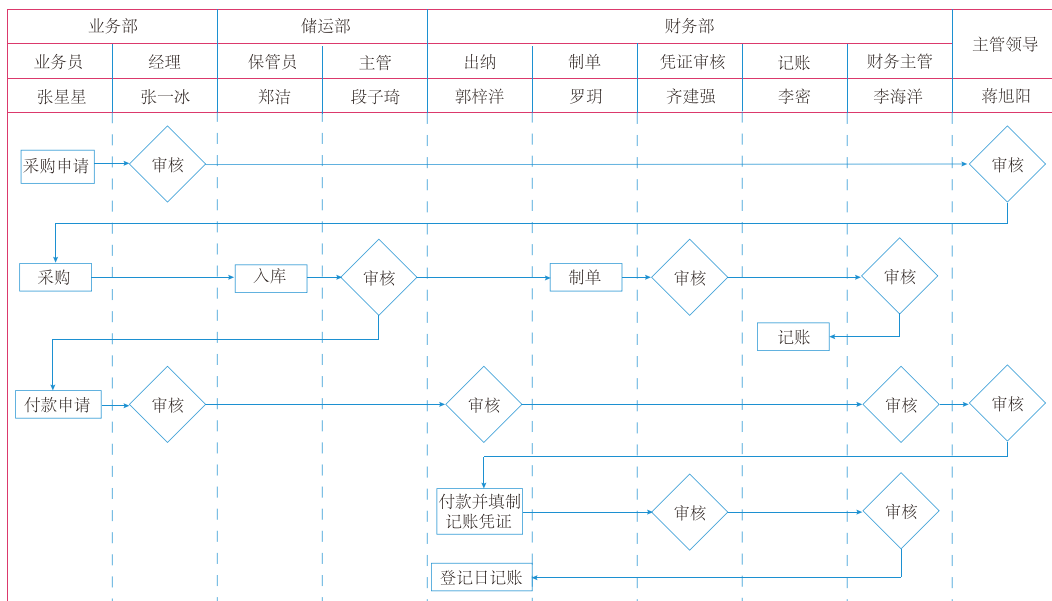 业务部 储运部 财务部 主管领导
业务员 经理 保管员 主管 出纳 制单 凭证审核 记账 财务主管
张星星 张一冰 郑洁 段子琦 郭梓洋 罗玥 齐建强 李密 李海洋 蒋旭阳
采购申请 审核 审核
采购 入库 审核 制单 审核 审核
记账
付款申请 审核 审核 审核 审核
付款并填制
记账凭证 审核 审核
登记日记账